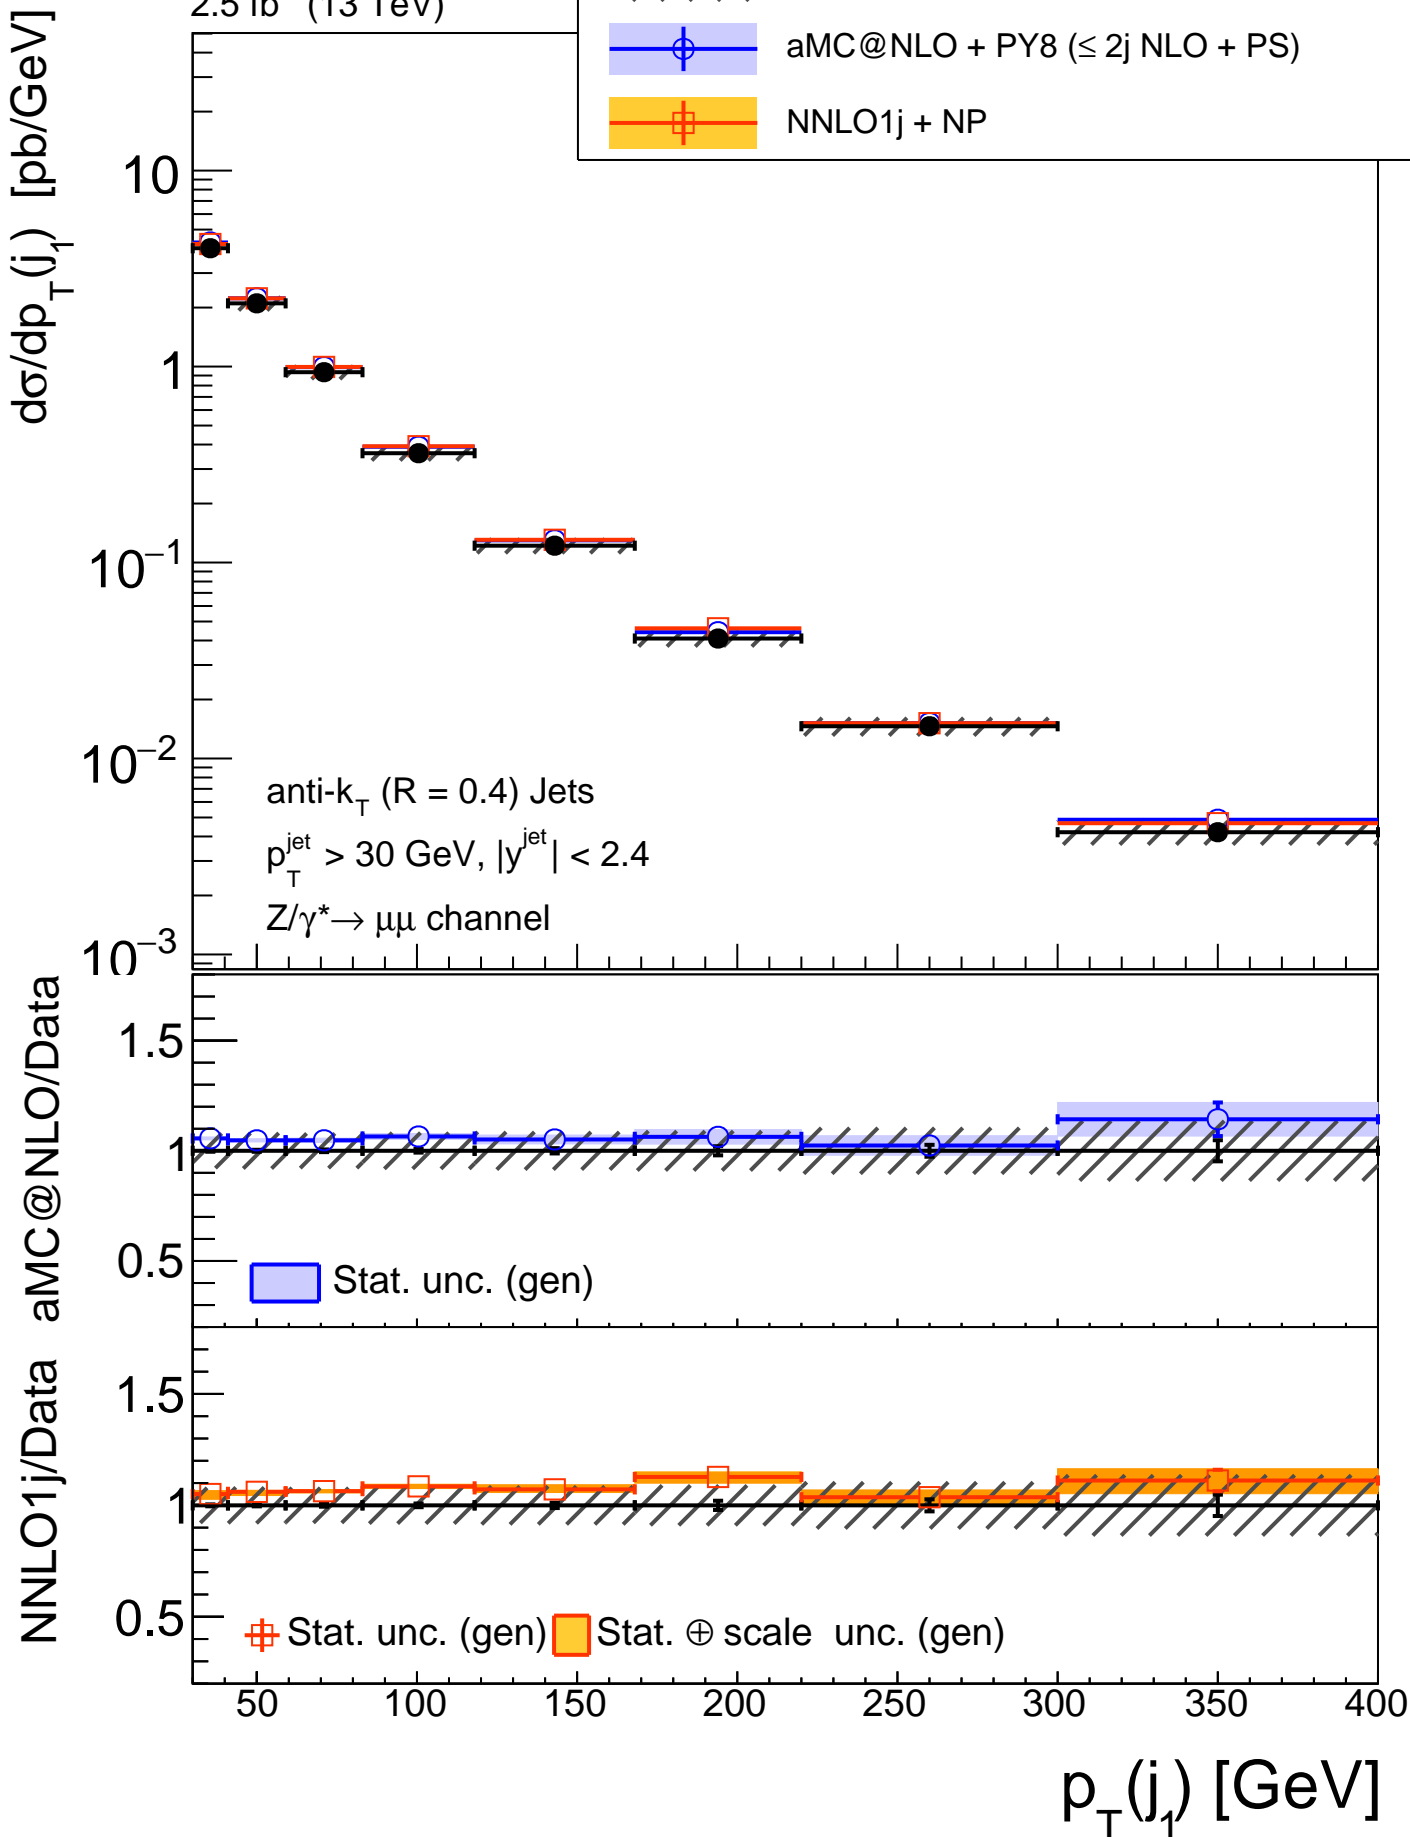 (13 TeV)
aMC@NLO + PY8 (≤ 2j NLO + PS)
NNLO1j + NP
dσ/dp_T(j_1) [pb/GeV]
10
1
10^−1
10^−2
10^−3
anti-k_T (R = 0.4) Jets
p_T^jet > 30 GeV, |y^jet| < 2.4
Z/γ*→ μμ channel
aMC@NLO/Data
1.5
1
0.5
Stat. unc. (gen)
NNLO1j/Data
1.5
1
0.5
Stat. unc. (gen) Stat. ⊕ scale unc. (gen)
50 100 150 200 250 300 350 400
p_T(j_1) [GeV]